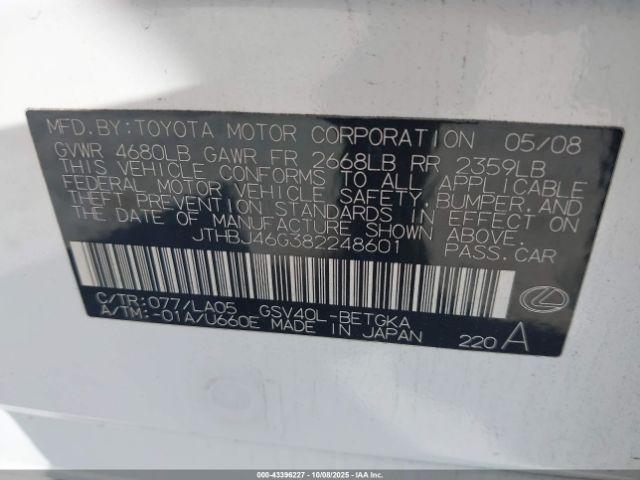 MFD.BY:TOYOTA MOTOR CORPORATION 05/08
GVWR 4680LB GAWR FR 2668LB RR 2359LB
THIS VEHICLE CONFORMS TO ALL APPLICABLE
FEDERAL MOTOR VEHICLE SAFETY,BUMPER,AND
THEFT PREVENTION STANDARDS IN EFFECT ON
THE DATE OF MANUFACTURE SHOWN ABOVE.
JTHBJ46G382248601 PASS.CAR
C/TR:077/LA05 GSV40L-BETGKA
A/TM:-01A/U660E MADE IN JAPAN 220 A
000-43396227 - 10/08/2025 - IAAI.COM